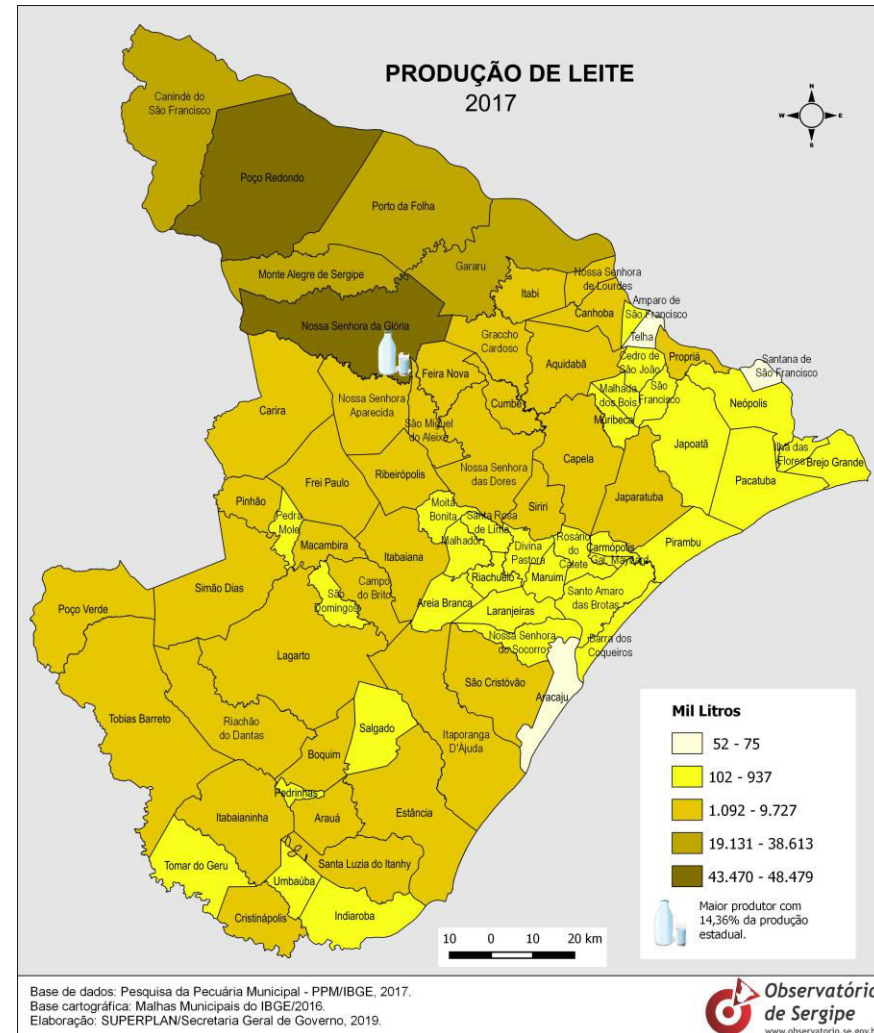 PRODUÇÃO DE LEITE
2017
N
W
E
S
Canindé do
São Francisco
Poço Redondo
Porto da Folha
Monte Alegre de Sergipe
Gararu
Nossa Senhora
de Lourdes
Itabi
Amparo de
São Francisco
Canhoba
Nossa Senhora da Glória
Telha
Graccho
Cardoso
Propriá
Santana de
São Francisco
Cedro de
São João
Aquidabã
Feira Nova
São
Francisco
Malhada
dos Bois
Neópolis
Nossa Senhora
Aparecida
Cumbe
Carira
Muribeca
São Miguel
do Aleixo
Japoatã
Ilha das
Flores
Brejo Grande
Capela
Nossa Senhora
das Dores
Ribeirópolis
Frei Paulo
Pacatuba
Japaratuba
Pinhão
Moita
Bonita
Siriri
Pedra
Mole
Santa Rosa
de Lima
Rosário
do
Catete
Pirambu
Macambira
Malhador
Itabaiana
Divina
Pastora
Carmópolis
Gal. Maynard
Riachuelo
Maruim
Simão Dias
Campo
do Brito
São
Domingos
Santo Amaro
das Brotas
Areia Branca
Laranjeiras
Poço Verde
Nossa Senhora
do Socorro
Barra dos
Coqueiros
Lagarto
São Cristóvão
Aracaju
Tobias Barreto
Riachão
do Dantas
Salgado
Itaporanga
D'Ajuda
Boquim
Pedrinhas
Itabaianinha
Arauá
Estância
Tomar do Geru
Santa Luzia do Itanhy
Umbaúba
Cristinápolis
Indiaroba
Mil Litros
52 - 75
102 - 937
1.092 - 9.727
19.131 - 38.613
43.470 - 48.479
Maior produtor com
14,36% da produção
estadual.
10 0 10 20 km
Base de dados: Pesquisa da Pecuária Municipal - PPM/IBGE, 2017.
Base cartográfica: Malhas Municipais do IBGE/2016.
Elaboração: SUPERPLAN/Secretaria Geral de Governo, 2019.
Observatório
de Sergipe
www.observatorio.se.gov.b